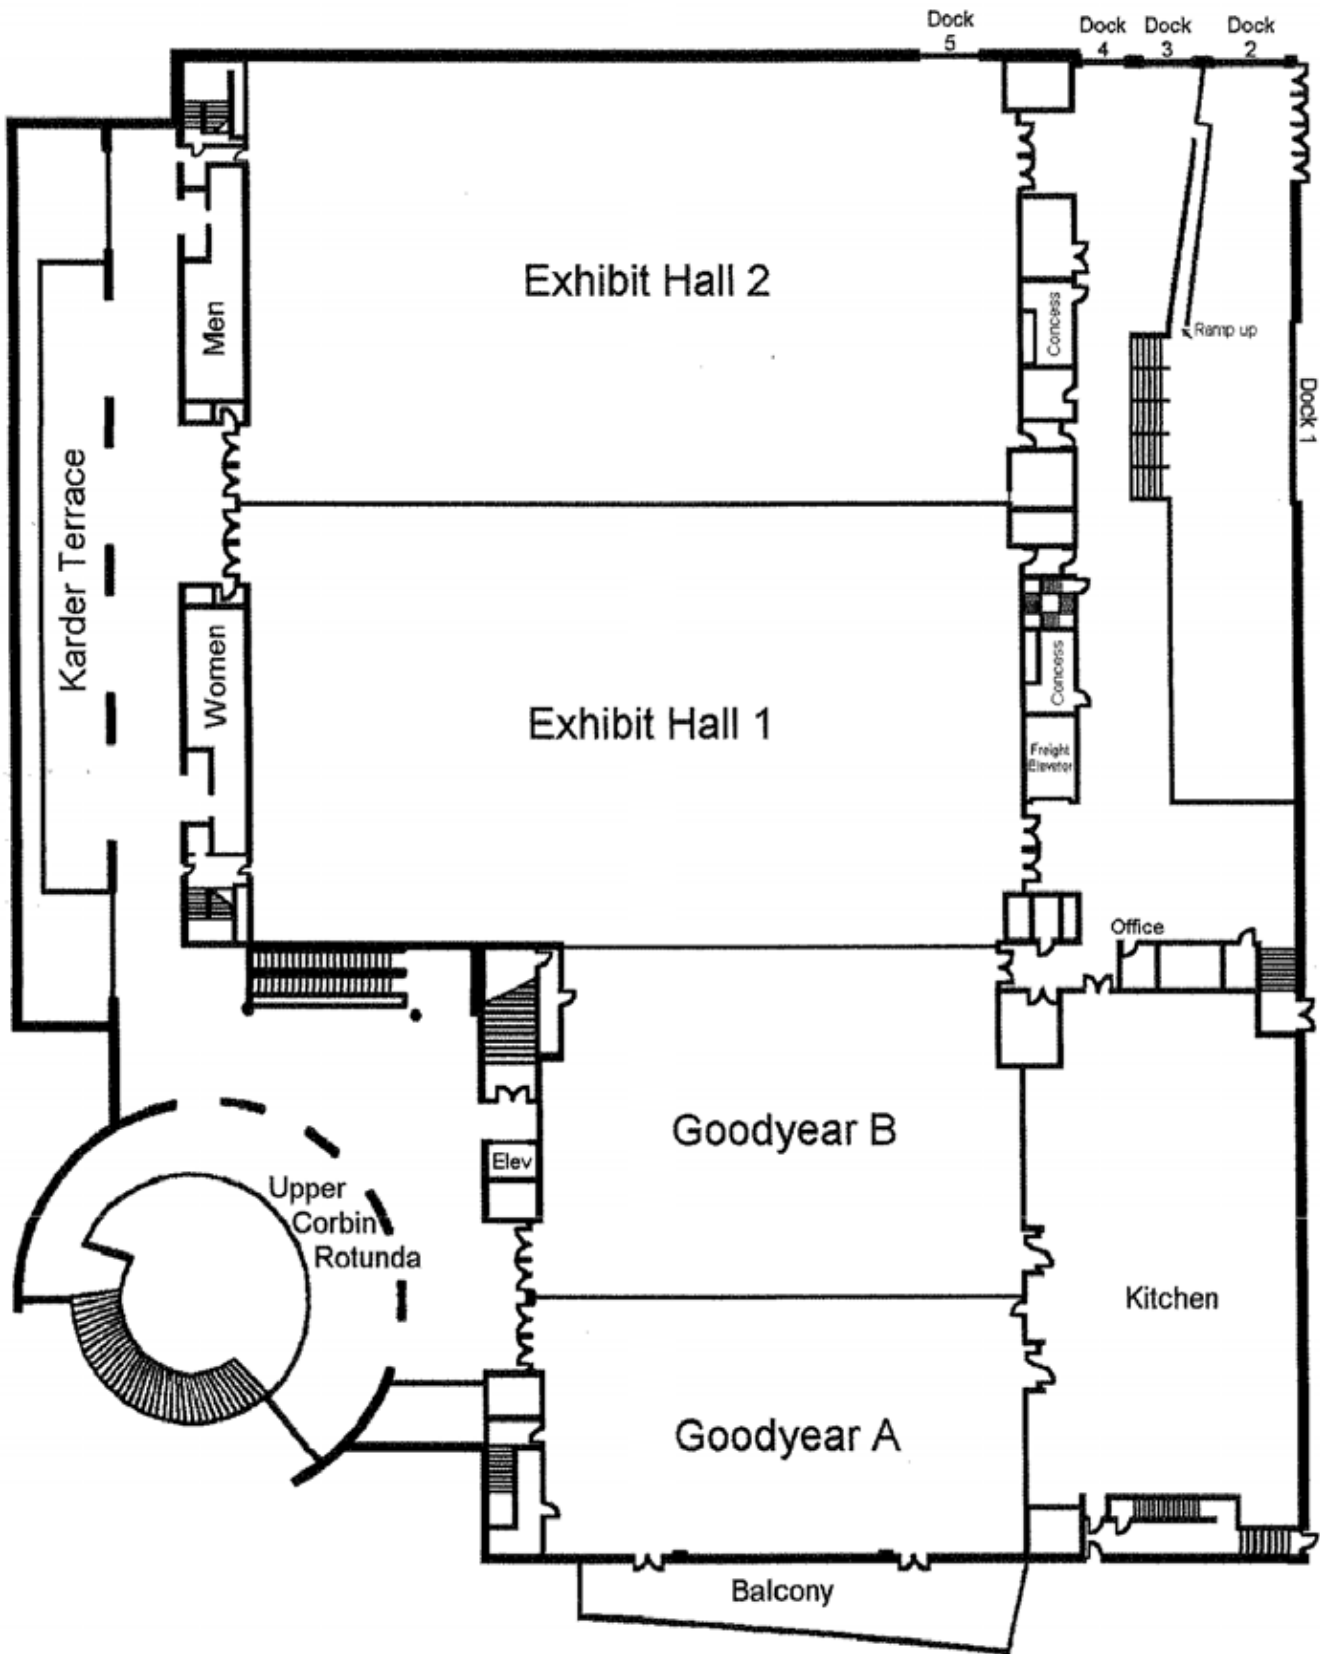 Dock
5
Dock
4
Dock
3
Dock
2
Exhibit Hall 2
Men
Concess
Ramp up
Dock 1
Karder Terrace
Women
Exhibit Hall 1
Concess
Freight
Elevator
Office
Goodyear B
Elev
Upper
Corbin
Rotunda
Kitchen
Goodyear A
Balcony